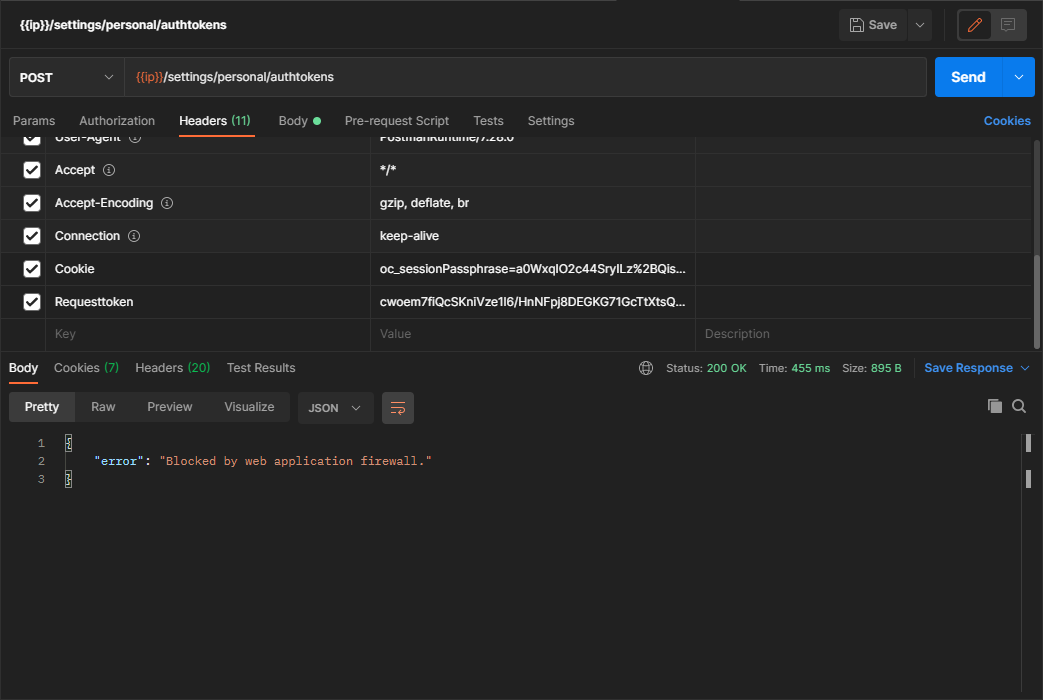 {{ip}}/settings/personal/authtokens
Save
POST
{{ip}}/settings/personal/authtokens
Send
Params Authorization Headers (11) Body Pre-request Script Tests Settings Cookies
User-Agent PostmanRuntime/7.28.0
Accept */*
Accept-Encoding gzip, deflate, br
Connection keep-alive
Cookie oc_sessionPassphrase=a0WxqIO2c44SryILz%2BQis...
Requesttoken cwoem7fiQcSKniVze1I6/HnNFpj8DEGKG71GcTtXtsQ...
Key Value Description
Body Cookies (7) Headers (20) Test Results Status: 200 OK Time: 455 ms Size: 895 B Save Response
Pretty Raw Preview Visualize JSON
1 {
2 "error": "Blocked by web application firewall."
3 }